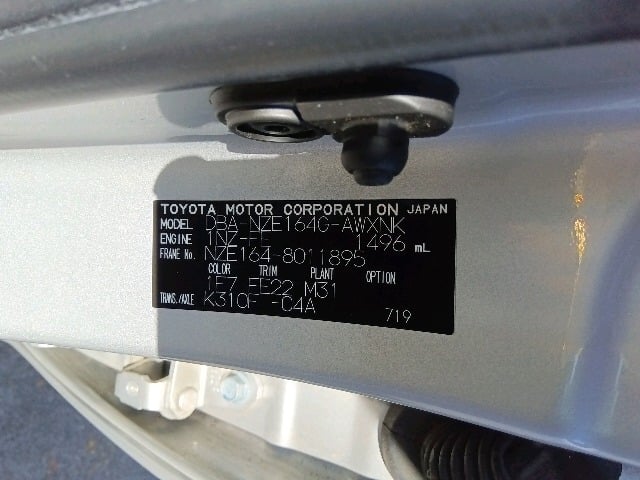 TOYOTA MOTOR CORPORATION JAPAN
MODEL DBA-NZE164G-AWXNK
ENGINE 1NZ-FE 1496 mL
FRAME No. NZE164-8011895
COLOR TRIM PLANT OPTION
1F7 FE22 M31
TRANS./AXLE K310F -C4A
719